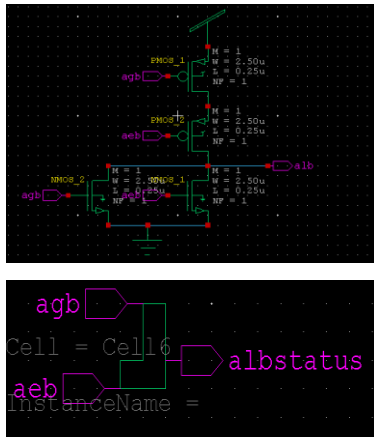 PMOS_1
M = 1
W = 2.50u
L = 0.25u
NF = 1
agb
PMOS_2
M = 1
W = 2.50u
L = 0.25u
NF = 1
aeb
alb
NMOS_2
M = 1
W = 2.50u
L = 0.25u
NF = 1
agb
NMOS_1
M = 1
W = 2.50u
L = 0.25u
NF = 1
aeb
agb
Cell = Cell6
albstatus
aeb
InstanceName =